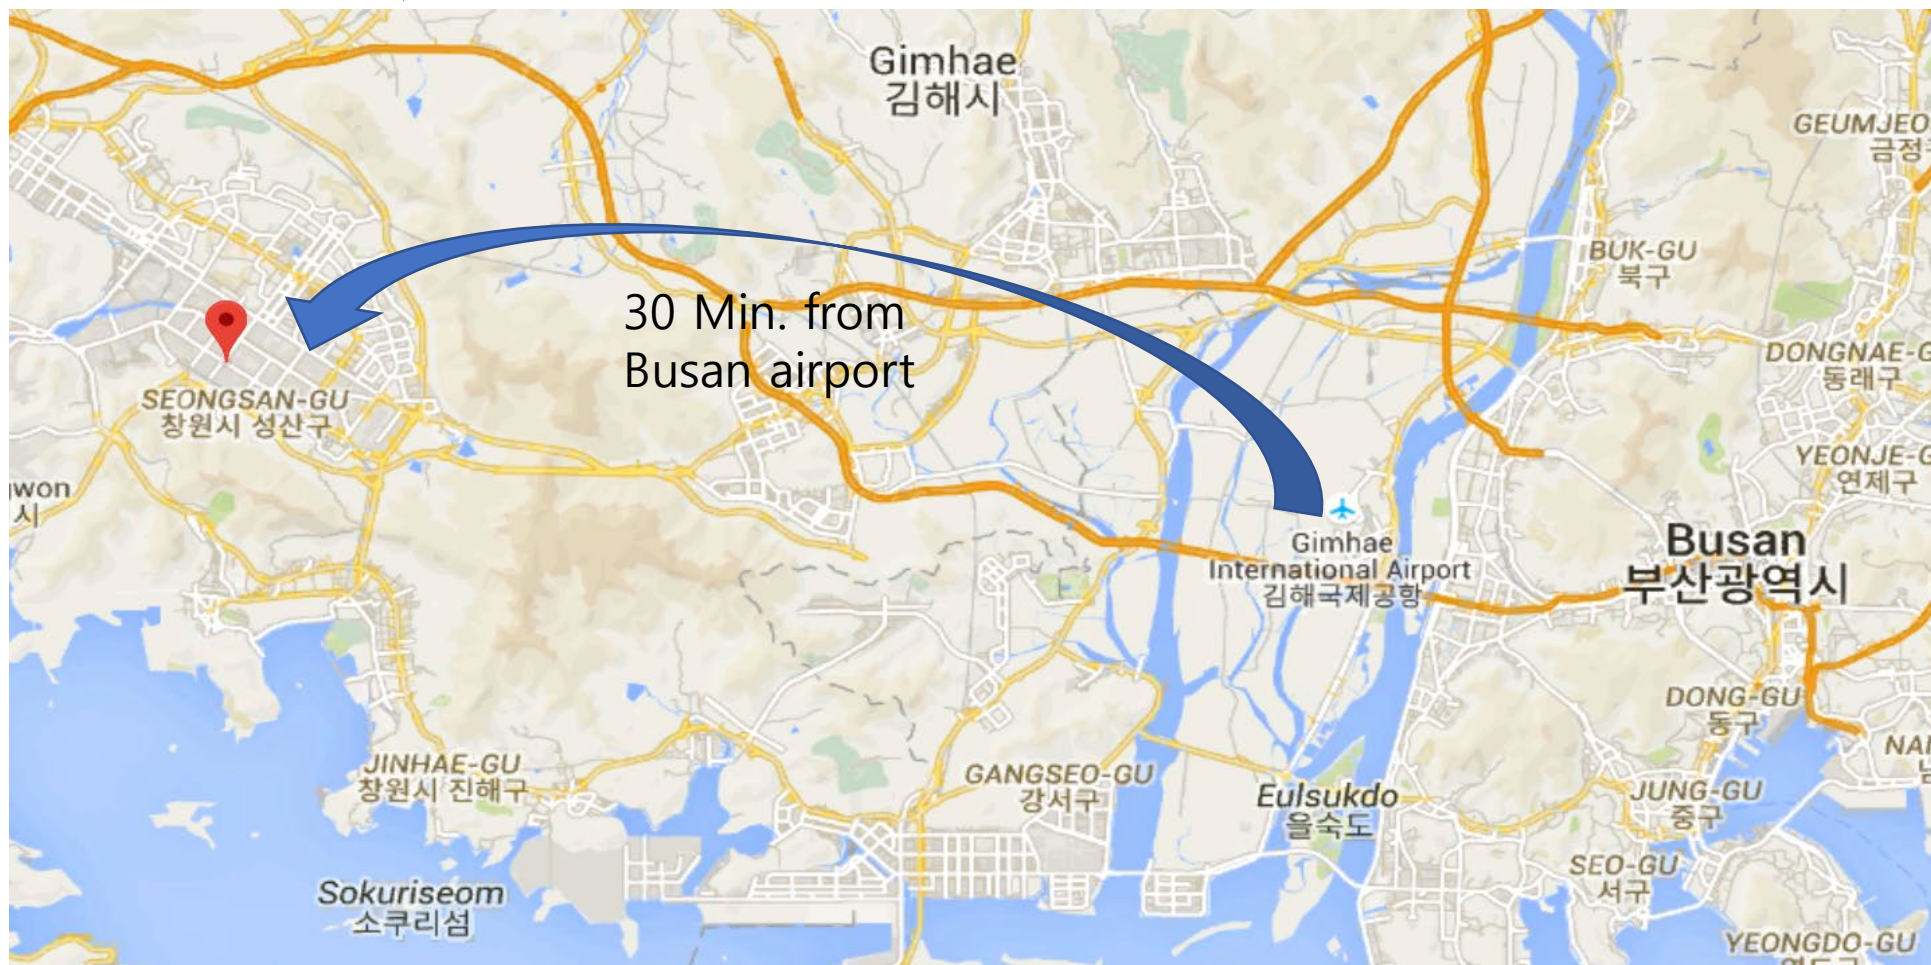 Gimhae
김해시
GEUMJEO
금정
BUK-GU
북구
30 Min. from
Busan airport
DONGNAE-G
동래구
SEONGSAN-GU
창원시 성산구
YEONJE-G
연제구
won
시
Gimhae
International Airport
김해국제공항
Busan
부산광역시
DONG-GU
동구
JINHAE-GU
창원시 진해구
GANGSEO-GU
강서구
Eulsukdo
을숙도
JUNG-GU
중구
SEO-GU
서구
Sokuriseom
소쿠리섬
YEONGDO-GU